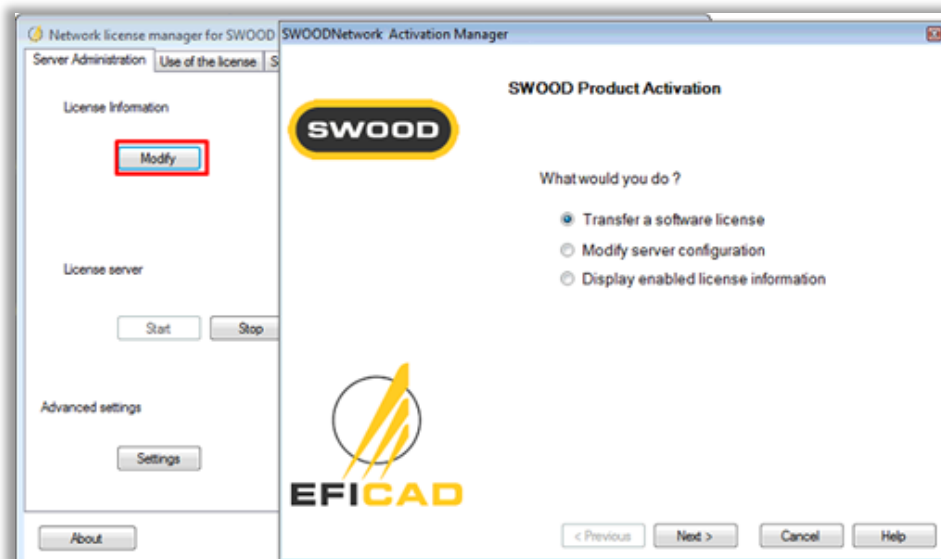 Network license manager for SWOOD
Server Administration
Use of the license
S
License Information
Modify
License server
Start
Stop
Advanced settings
Settings
About
SWOODNetwork Activation Manager
SWOOD Product Activation
SWOOD
What would you do ?
Transfer a software license
Modify server configuration
Display enabled license information
EFICAD
< Previous
Next >
Cancel
Help